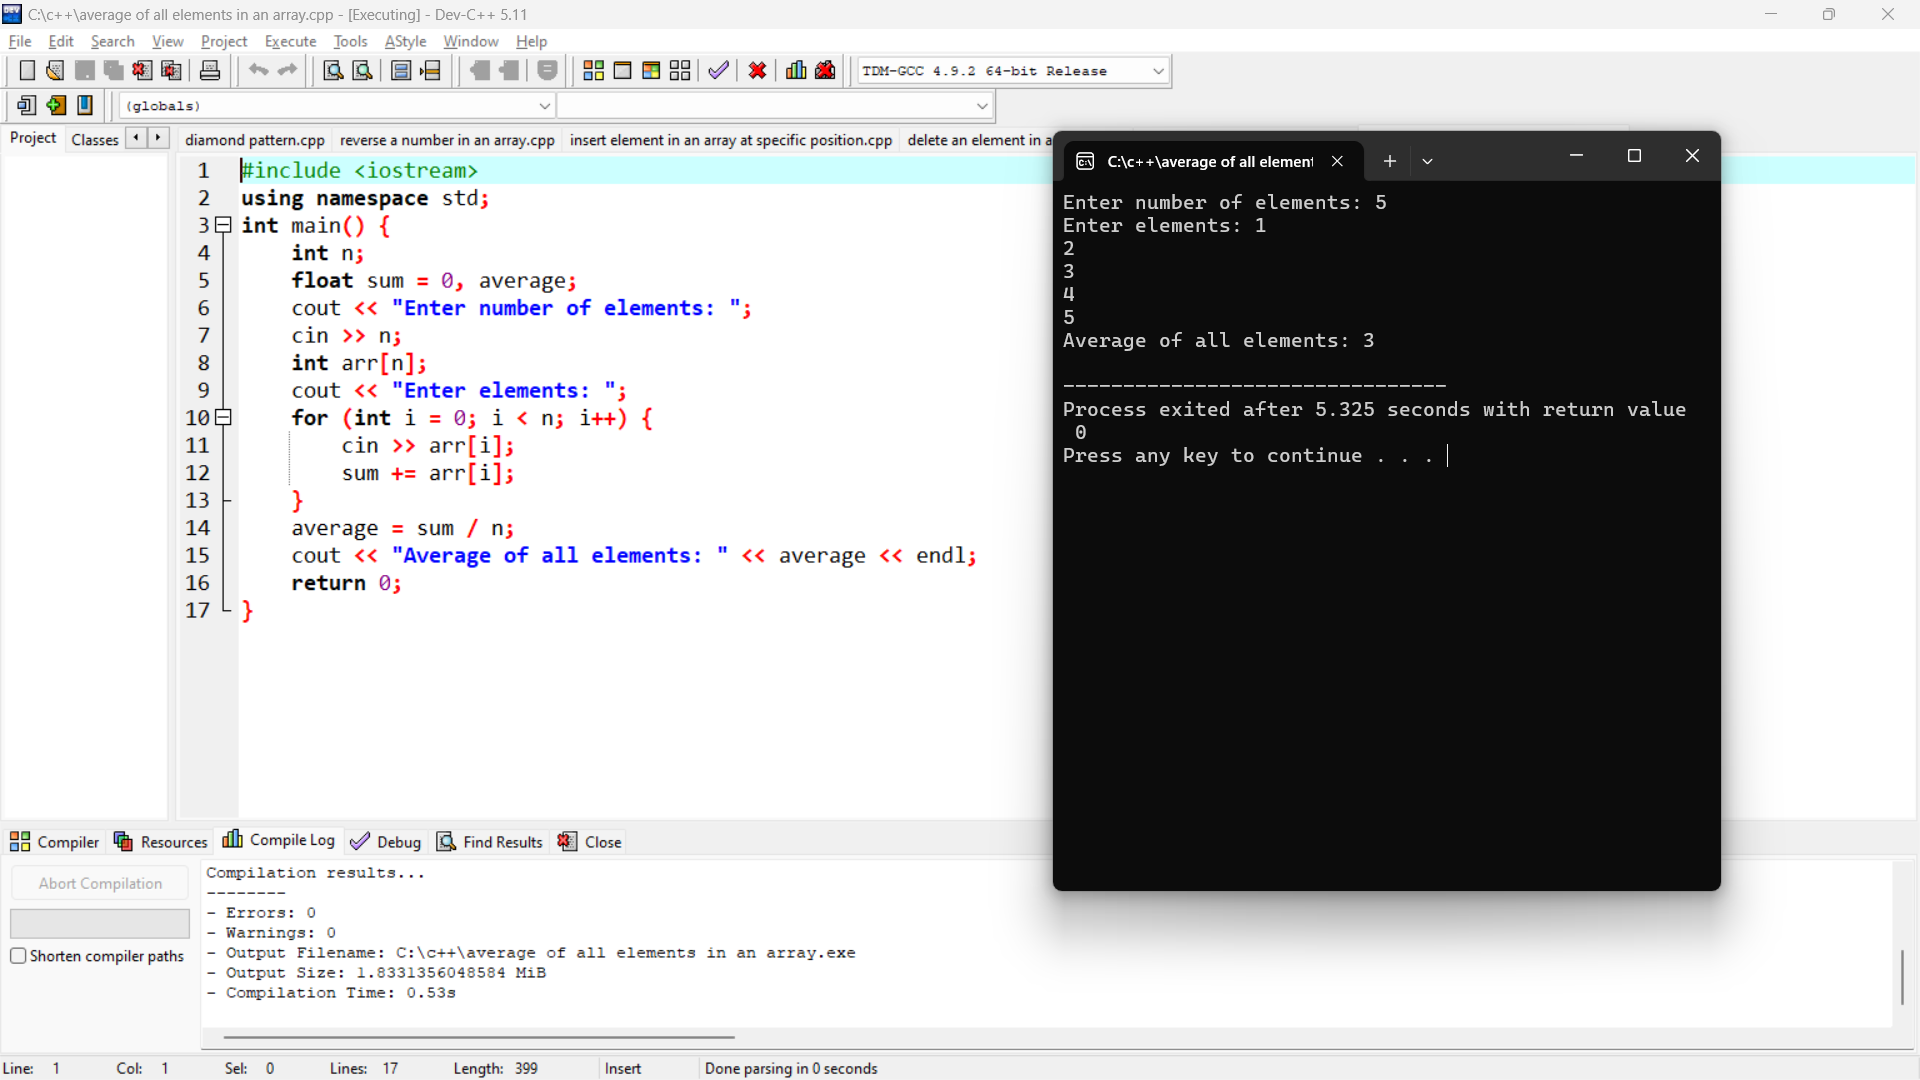 C:\c++\average of all elements in an array.cpp - [Executing] - Dev-C++ 5.11
File Edit Search View Project Execute Tools AStyle Window Help
TDM-GCC 4.9.2 64-bit Release
(globals)
Project Classes diamond pattern.cpp reverse a number in an array.cpp insert element in an array at specific position.cpp delete an element in a
1 #include <iostream>
2 using namespace std;
3 int main() {
4 int n;
5 float sum = 0, average;
6 cout << "Enter number of elements: ";
7 cin >> n;
8 int arr[n];
9 cout << "Enter elements: ";
10 for (int i = 0; i < n; i++) {
11 cin >> arr[i];
12 sum += arr[i];
13 }
14 average = sum / n;
15 cout << "Average of all elements: " << average << endl;
16 return 0;
17 }
C:\c++\average of all element
Enter number of elements: 5
Enter elements: 1
2
3
4
5
Average of all elements: 3
--------------------------------
Process exited after 5.325 seconds with return value
0
Press any key to continue . . .
Compiler Resources Compile Log Debug Find Results Close
Abort Compilation
Shorten compiler paths
Compilation results...
--------
- Errors: 0
- Warnings: 0
- Output Filename: C:\c++\average of all elements in an array.exe
- Output Size: 1.8331356048584 MiB
- Compilation Time: 0.53s
Line: 1 Col: 1 Sel: 0 Lines: 17 Length: 399 Insert Done parsing in 0 seconds